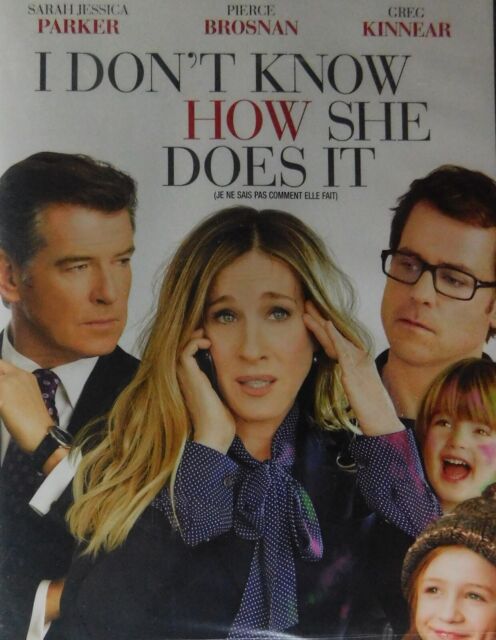 SARAH JESSICA PIERCE GREG
PARKER BROSNAN KINNEAR
I DON'T KNOW
HOW SHE
DOES IT
(JE NE SAIS PAS COMMENT ELLE FAIT)